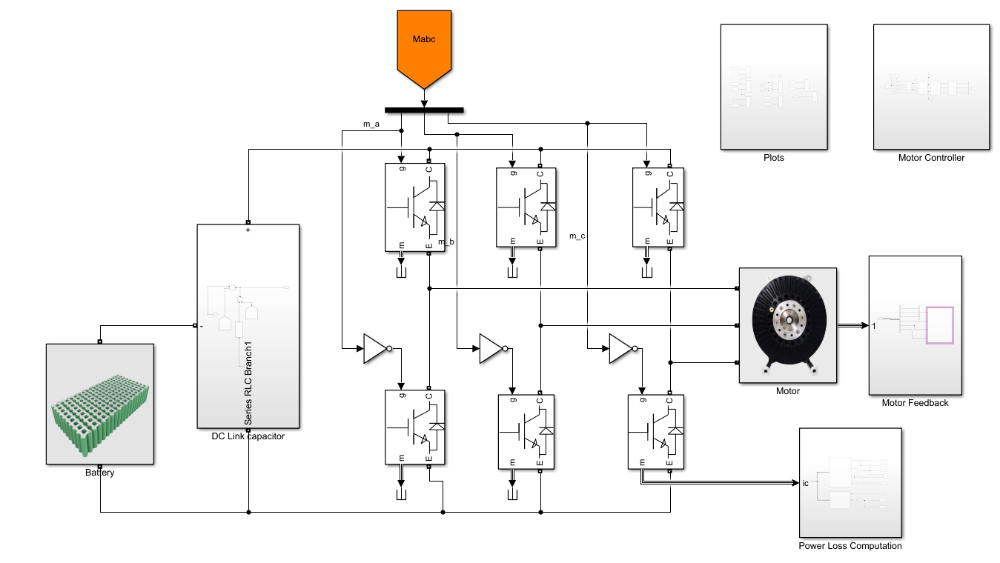 Mabc
m_a
g
C
g
C
g
C
m_b
m_c
m
E
m
E
m
E
+
-
Series RLC Branch1
DC Link capacitor
Battery
g
C
g
C
g
C
m
E
m
E
m
E
Plots
Motor Controller
Motor
1
Motor Feedback
ic
Power Loss Computation